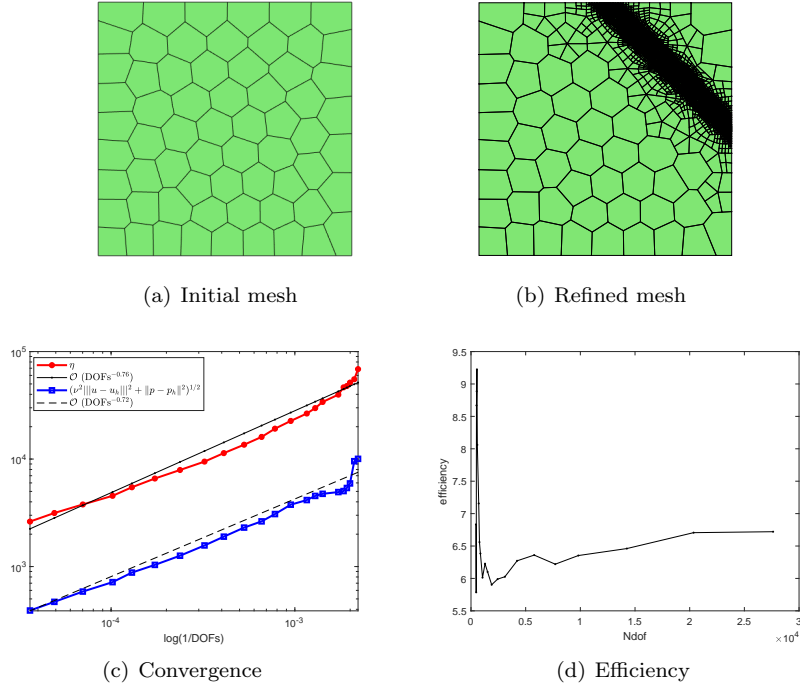 (a) Initial mesh
(b) Refined mesh
10^5
10^4
10^3
η
O (DOFs^-0.76)
(ν^2|||u − u_h|||^2 + ‖p − p_h‖^2)^1/2
O (DOFs^-0.72)
10^-4
10^-3
log(1/DOFs)
(c) Convergence
9.5
9
8.5
8
7.5
7
6.5
6
5.5
efficiency
0
0.5
1
1.5
2
2.5
3
Ndof
×10^4
(d) Efficiency